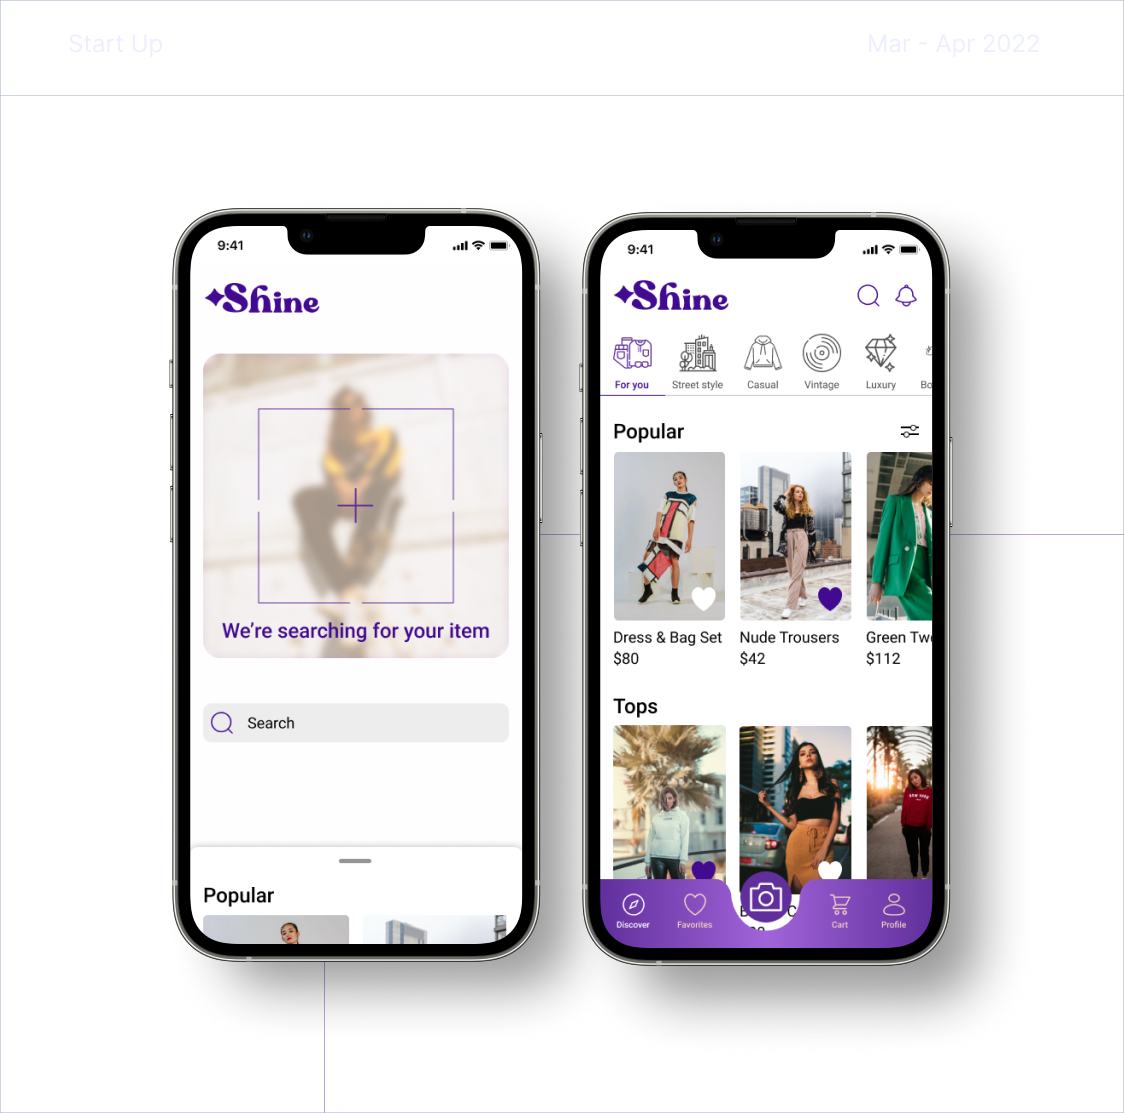 Start Up
Mar - Apr 2022
9:41
Shine
We're searching for your item
Search
Popular
9:41
Shine
For you
Street style
Casual
Vintage
Luxury
Bo
Popular
Dress & Bag Set
$80
Nude Trousers
$42
Green Tw
$112
Tops
NEW YORK
Discover
Favorites
Cart
Profile